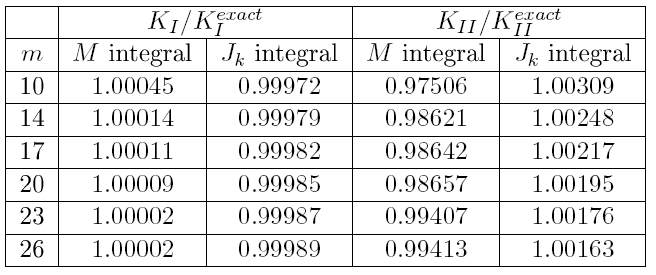 K_I/K_I^{exact} K_{II}/K_{II}^{exact}
m M integral J_k integral M integral J_k integral
10 1.00045 0.99972 0.97506 1.00309
14 1.00014 0.99979 0.98621 1.00248
17 1.00011 0.99982 0.98642 1.00217
20 1.00009 0.99985 0.98657 1.00195
23 1.00002 0.99987 0.99407 1.00176
26 1.00002 0.99989 0.99413 1.00163